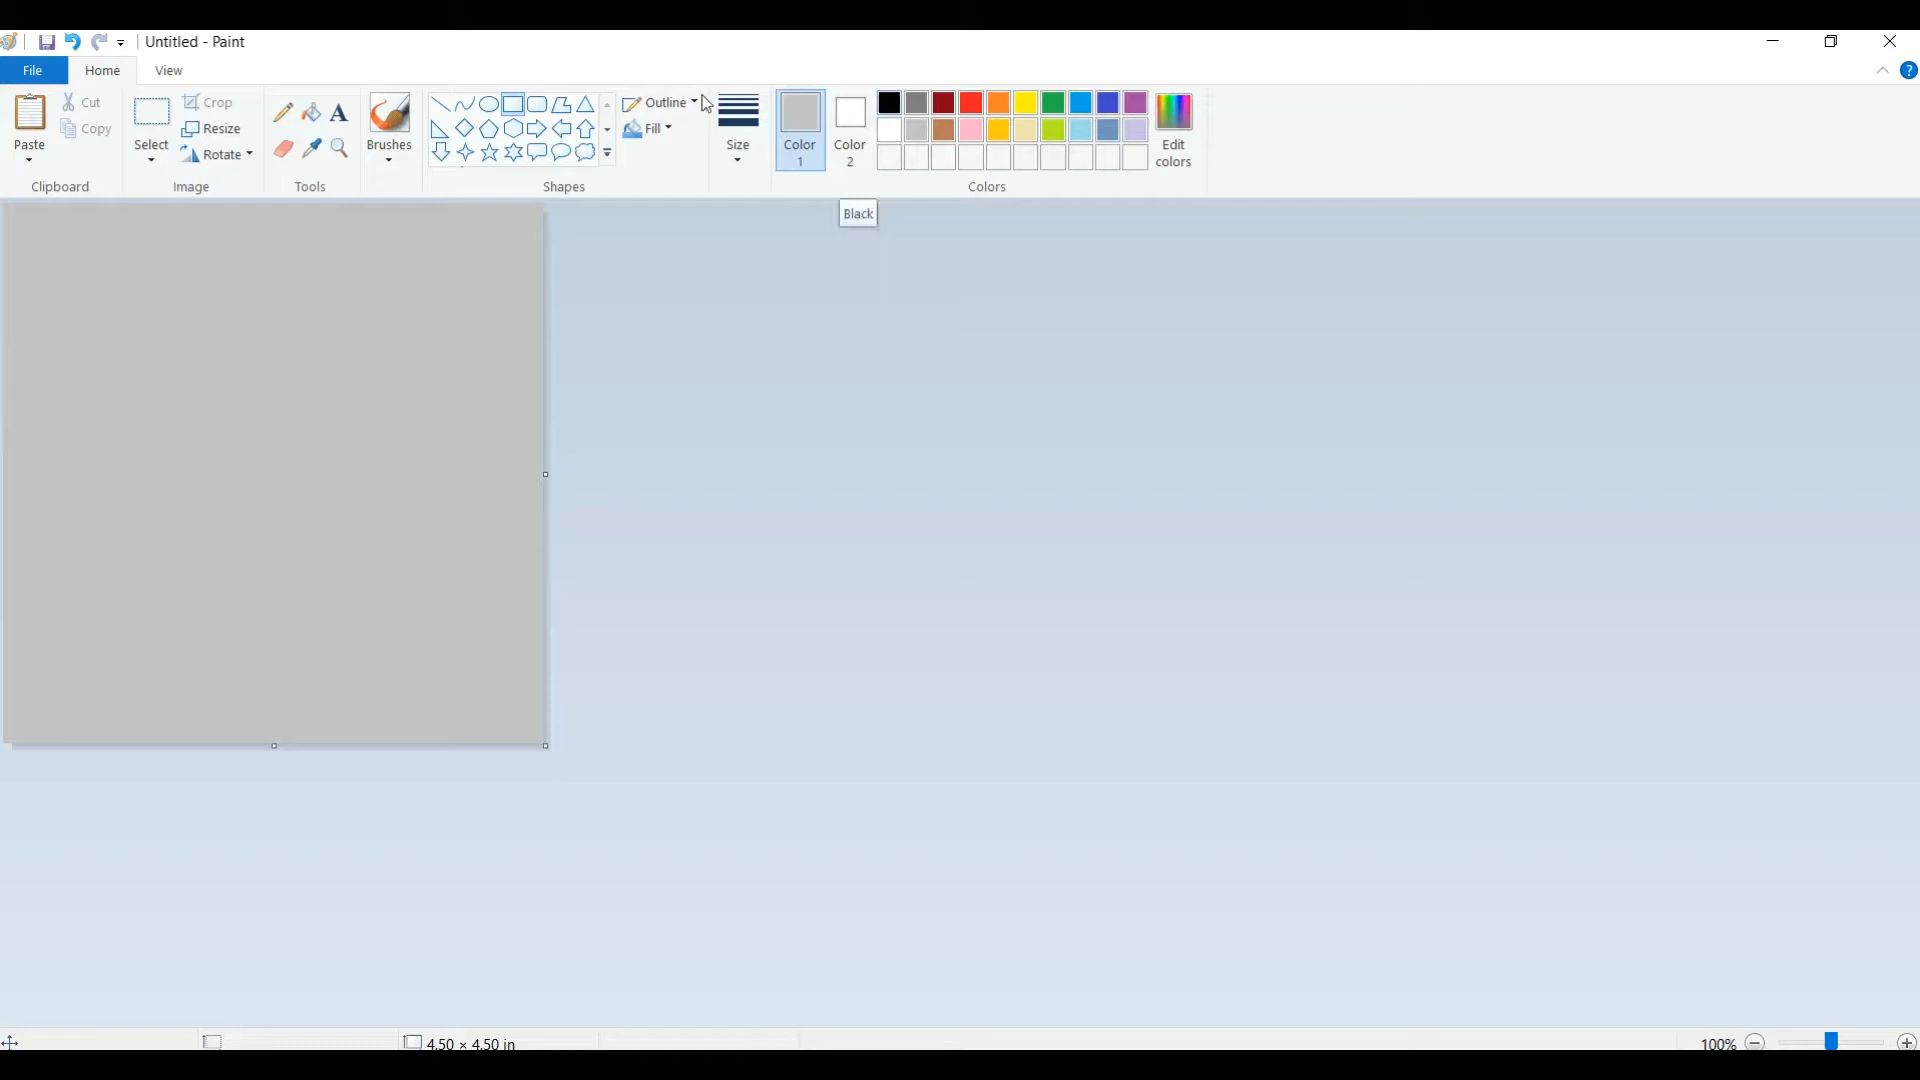 Untitled - Paint
File Home View
Paste Cut Copy Select Crop Resize Rotate A Brushes Outline Fill Size Color 1 Color 2 Edit colors
Clipboard Image Tools Shapes Colors
Black
4.50 × 4.50 in 100%